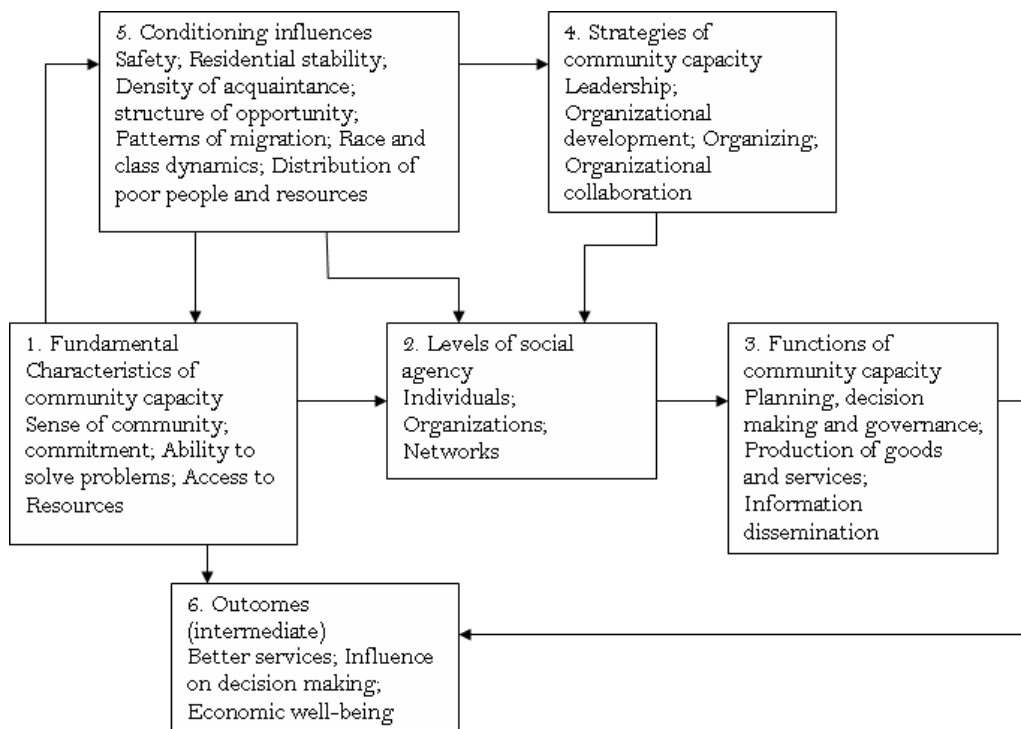 5. Conditioning influences
Safety; Residential stability;
Density of acquaintance;
structure of opportunity;
Patterns of migration; Race and
class dynamics; Distribution of
poor people and resources
4. Strategies of
community capacity
Leadership;
Organizational
development; Organizing;
Organizational
collaboration
1. Fundamental
Characteristics of
community capacity
Sense of community;
commitment; Ability to
solve problems; Access to
Resources
2. Levels of social
agency
Individuals;
Organizations;
Networks
3. Functions of
community capacity
Planning, decision
making and governance;
Production of goods
and services;
Information
dissemination
6. Outcomes
(intermediate)
Better services; Influence
on decision making;
Economic well-being